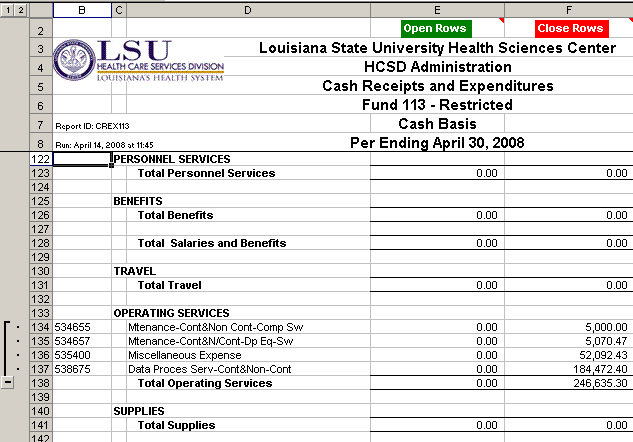 1 2 B C D E F
2 Open Rows Close Rows
3 LSU Louisiana State University Health Sciences Center
4 HEALTH CARE SERVICES DIVISION HCSD Administration
LOUISIANA'S HEALTH SYSTEM
5 Cash Receipts and Expenditures
6 Fund 113 - Restricted
7 Report ID: CREX113 Cash Basis
8 Run: April 14, 2008 at 11:45 Per Ending April 30, 2008
122 PERSONNEL SERVICES
123 Total Personnel Services 0.00 0.00
124
125 BENEFITS
126 Total Benefits 0.00 0.00
127
128 Total Salaries and Benefits 0.00 0.00
129
130 TRAVEL
131 Total Travel 0.00 0.00
132
133 OPERATING SERVICES
134 534655 Mtenance-Cont&Non Cont-Comp Sw 0.00 5,000.00
135 534657 Mtenance-Cont&N/Cont-Dp Eq-Sw 0.00 5,070.47
136 535400 Miscellaneous Expense 0.00 52,092.43
137 538675 Data Proces Serv-Cont&Non-Cont 0.00 184,472.40
138 Total Operating Services 0.00 246,635.30
139
140 SUPPLIES
141 Total Supplies 0.00 0.00
142